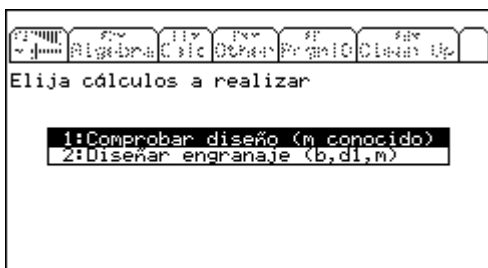 Algebra Calc Other PrgmIO Clean Up
Elija cálculos a realizar
1:Comprobar diseño (m conocido)
2:Diseñar engranaje (b,d1,m)